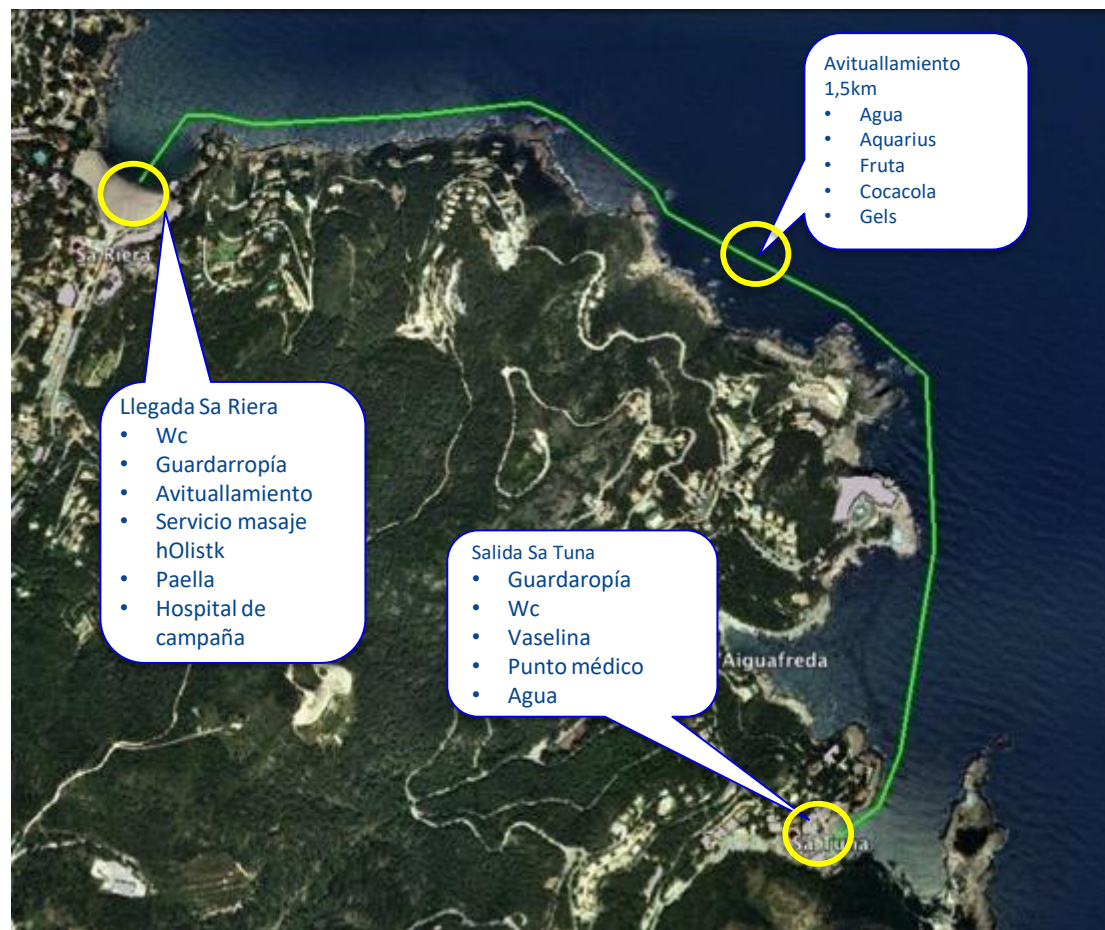 Avituallamiento
1,5km
• Agua
• Aquarius
• Fruta
• Cocacola
• Gels
Sa Riera
Llegada Sa Riera
• Wc
• Guardarropía
• Avituallamiento
• Servicio masaje
hOlistk
• Paella
• Hospital de
campaña
Salida Sa Tuna
• Guardaropía
• Wc
• Vaselina
• Punto médico
• Agua
Aiguafreda
Sa Tuna